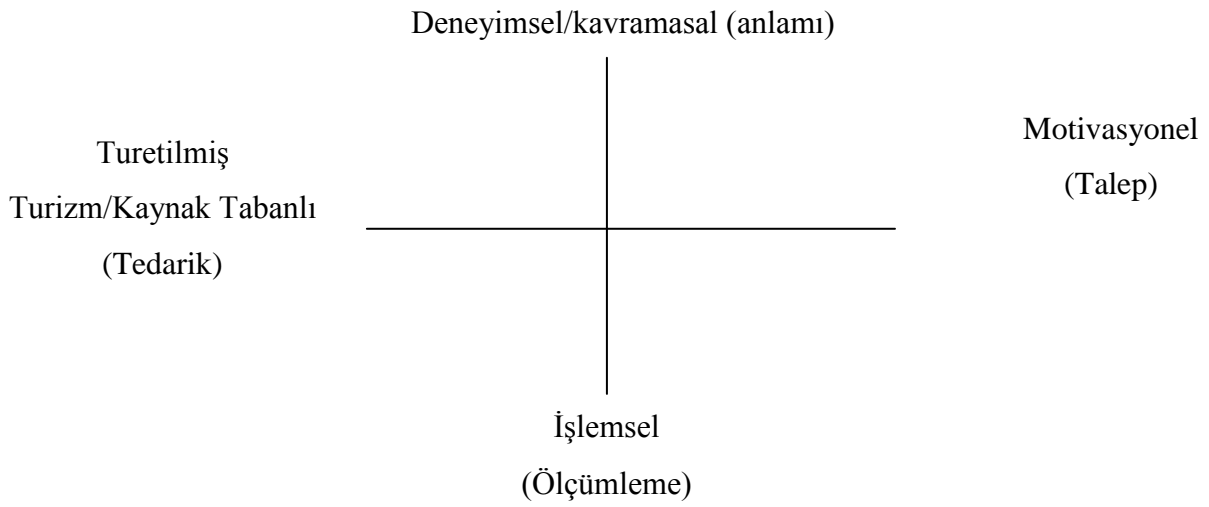 Deneyimsel/kavramasal (anlamı)
Turetilmiş
Turizm/Kaynak Tabanlı
(Tedarik)
Motivasyonel
(Talep)
İşlemsel
(Ölçümleme)